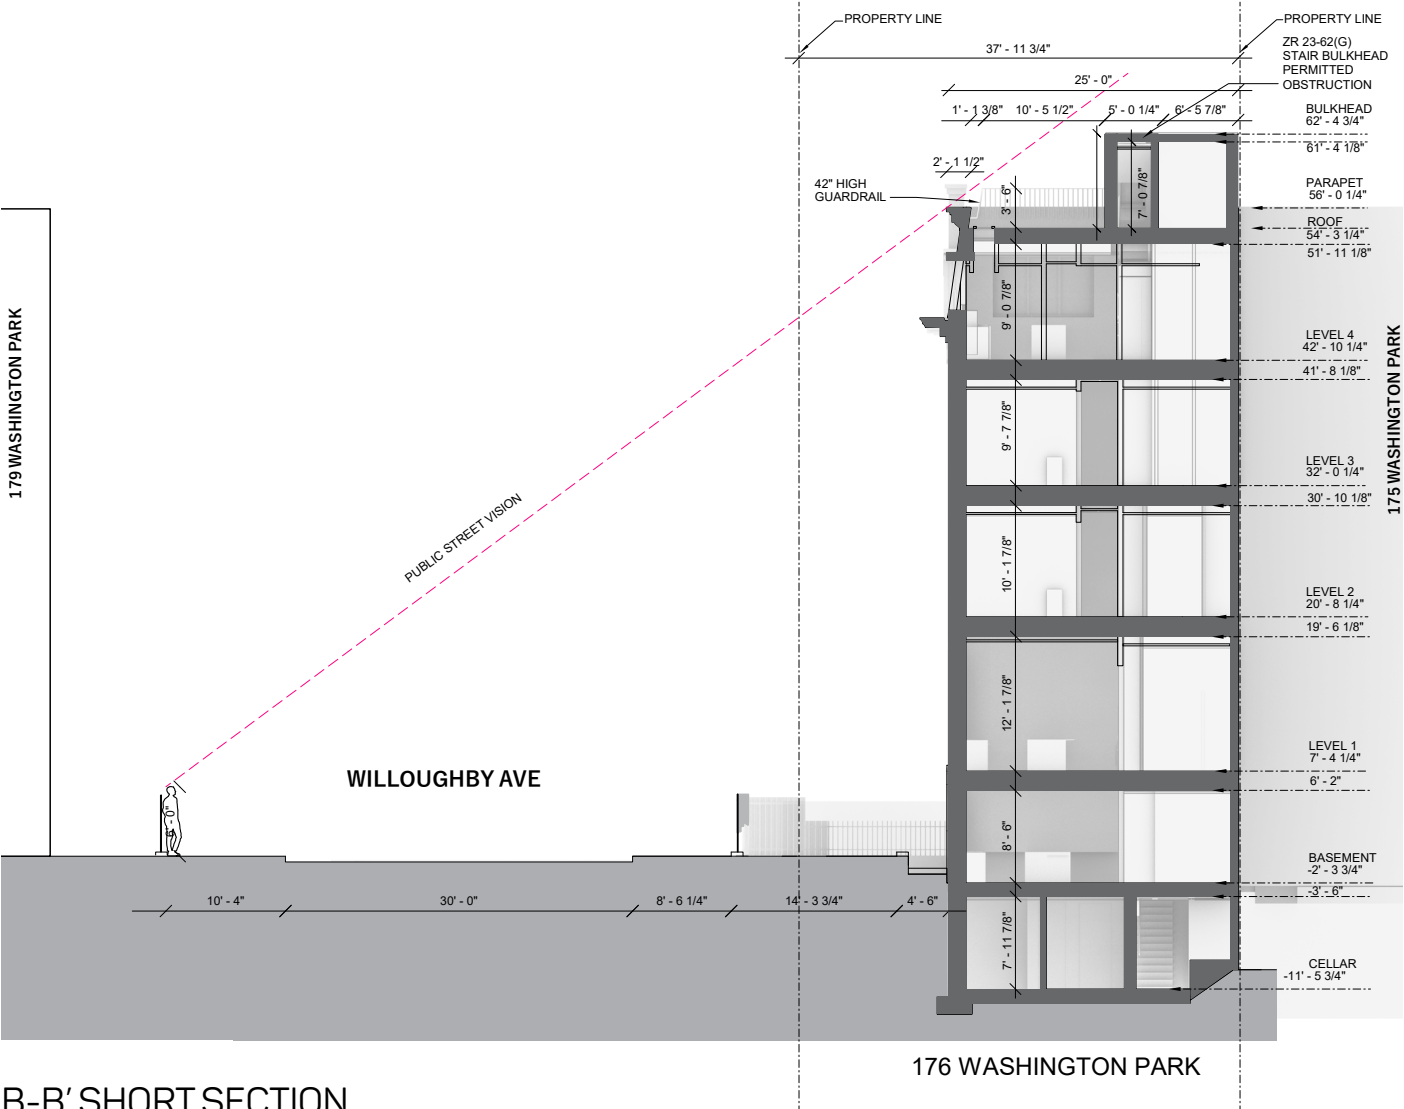 PROPERTY LINE
PROPERTY LINE
37' - 11 3/4"
ZR 23-62(G)
STAIR BULKHEAD
PERMITTED
OBSTRUCTION
25' - 0"
1' - 1 3/8"
10' - 5 1/2"
5' - 0 1/4"
6' - 5 7/8"
BULKHEAD
62' - 4 3/4"
61' - 4 1/8"
2' - 1 1/2"
42" HIGH
GUARDRAIL
3' - 6"
7' - 0 7/8"
PARAPET
56' - 0 1/4"
ROOF
54' - 3 1/4"
51' - 11 1/8"
179 WASHINGTON PARK
9' - 0 7/8"
LEVEL 4
42' - 10 1/4"
41' - 8 1/8"
175 WASHINGTON PARK
9' - 7 7/8"
LEVEL 3
32' - 0 1/4"
30' - 10 1/8"
PUBLIC STREET VISION
10' - 1 7/8"
LEVEL 2
20' - 8 1/4"
19' - 6 1/8"
12' - 1 7/8"
LEVEL 1
7' - 4 1/4"
6' - 2"
WILLOUGHBY AVE
6' - 0"
8' - 6"
BASEMENT
-2' - 3 3/4"
-3' - 6"
10' - 4"
30' - 0"
8' - 6 1/4"
14' - 3 3/4"
4' - 6"
7' - 11 7/8"
CELLAR
-11' - 5 3/4"
176 WASHINGTON PARK
B-B' SHORT SECTION